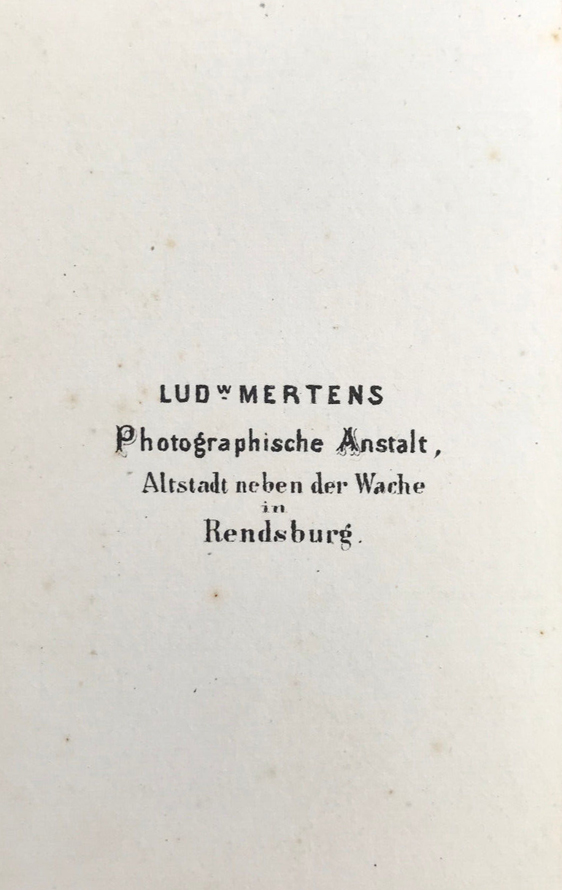 LUDʷ MERTENS
Photographische Anstalt,
Altstadt neben der Wache
in
Rendsburg.